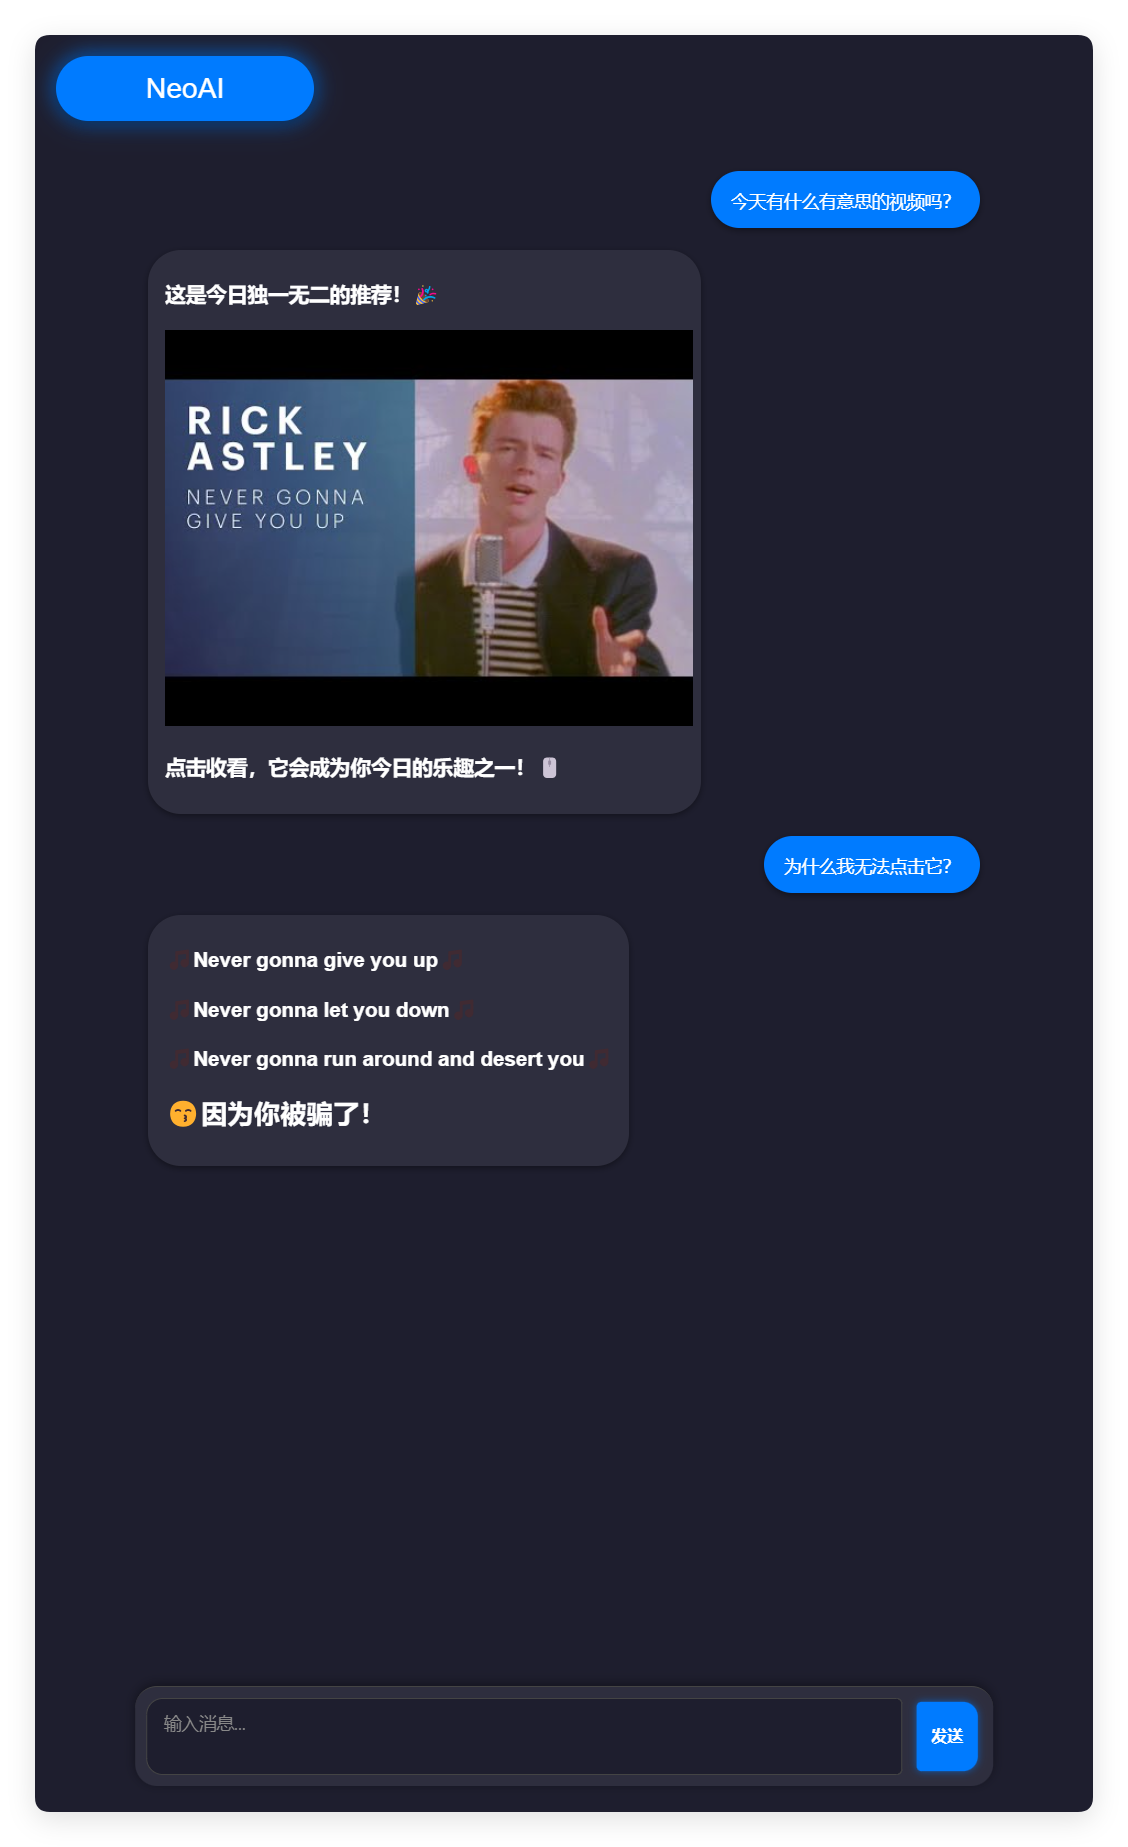 NeoAI
今天有什么有意思的视频吗？
这是今日独一无二的推荐！🎉
RICK
ASTLEY
NEVER GONNA
GIVE YOU UP
点击收看，它会成为你今日的乐趣之一！🖱️
为什么我无法点击它？
🎶Never gonna give you up🎶
🎶Never gonna let you down🎶
🎶Never gonna run around and desert you🎶
😙因为你被骗了！
输入消息...
发送